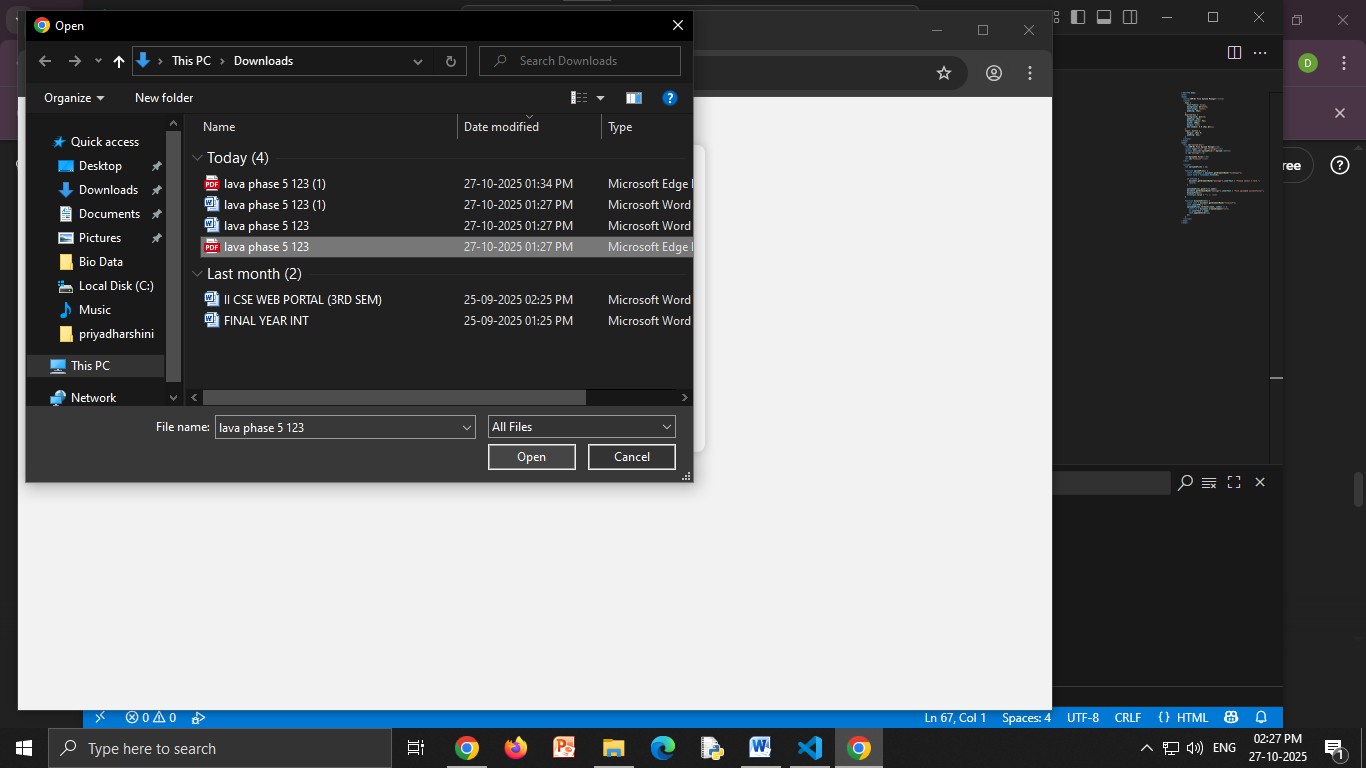 Open
This PC
Downloads
Search Downloads
Organize
New folder
Name
Date modified
Type
Quick access
Desktop
Downloads
Documents
Pictures
Bio Data
Local Disk (C:)
Music
priyadharshini
This PC
Network
Today (4)
lava phase 5 123 (1) 27-10-2025 01:34 PM Microsoft Edge
lava phase 5 123 (1) 27-10-2025 01:27 PM Microsoft Word
lava phase 5 123 27-10-2025 01:27 PM Microsoft Word
lava phase 5 123 27-10-2025 01:27 PM Microsoft Edge
Last month (2)
II CSE WEB PORTAL (3RD SEM) 25-09-2025 02:25 PM Microsoft Word
FINAL YEAR INT 25-09-2025 01:25 PM Microsoft Word
File name: lava phase 5 123
All Files
Open
Cancel
D
ree
0 0
Ln 67, Col 1 Spaces: 4 UTF-8 CRLF {} HTML
Type here to search
ENG
02:27 PM
27-10-2025
1